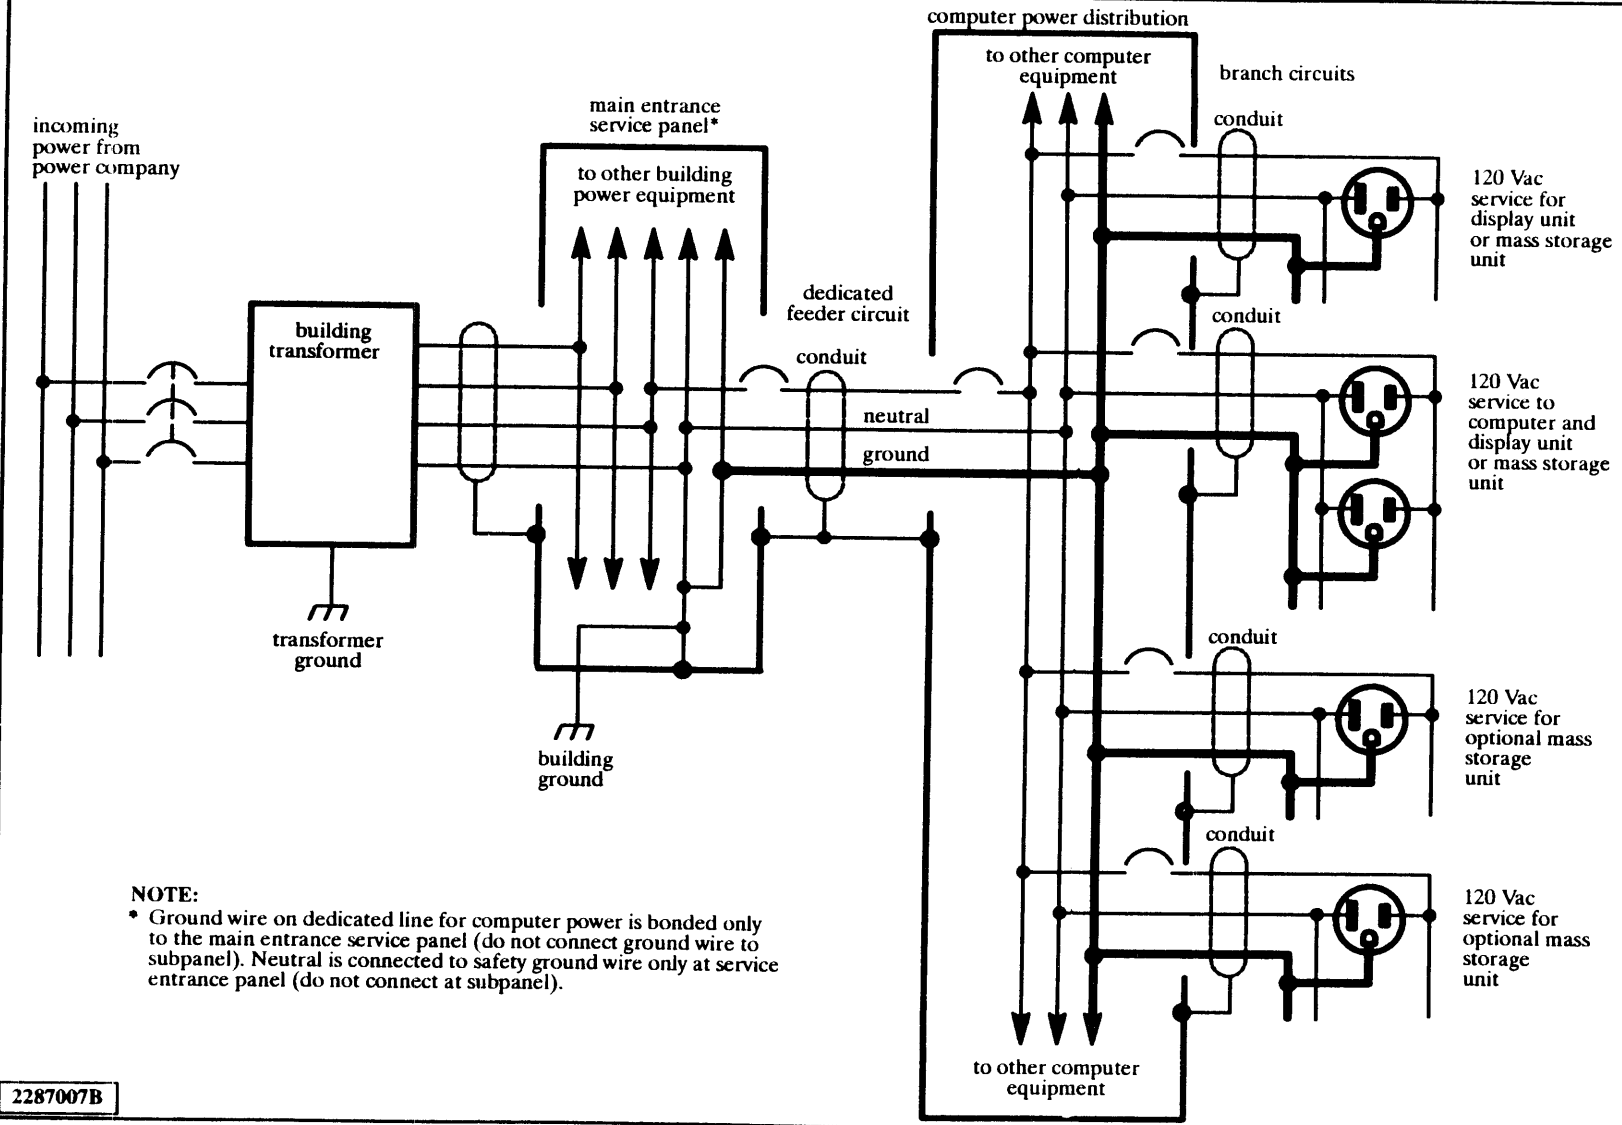 computer power distribution
to other computer
equipment
branch circuits
main entrance
service panel*
conduit
incoming
power from
power company
to other building
power equipment
120 Vac
service for
display unit
or mass storage
unit
dedicated
feeder circuit
conduit
building
transformer
conduit
120 Vac
service to
computer and
display unit
or mass storage
unit
neutral
ground
transformer
ground
conduit
120 Vac
service for
optional mass
storage
unit
building
ground
conduit
NOTE:
* Ground wire on dedicated line for computer power is bonded only
to the main entrance service panel (do not connect ground wire to
subpanel). Neutral is connected to safety ground wire only at service
entrance panel (do not connect at subpanel).
120 Vac
service for
optional mass
storage
unit
to other computer
equipment
2287007B